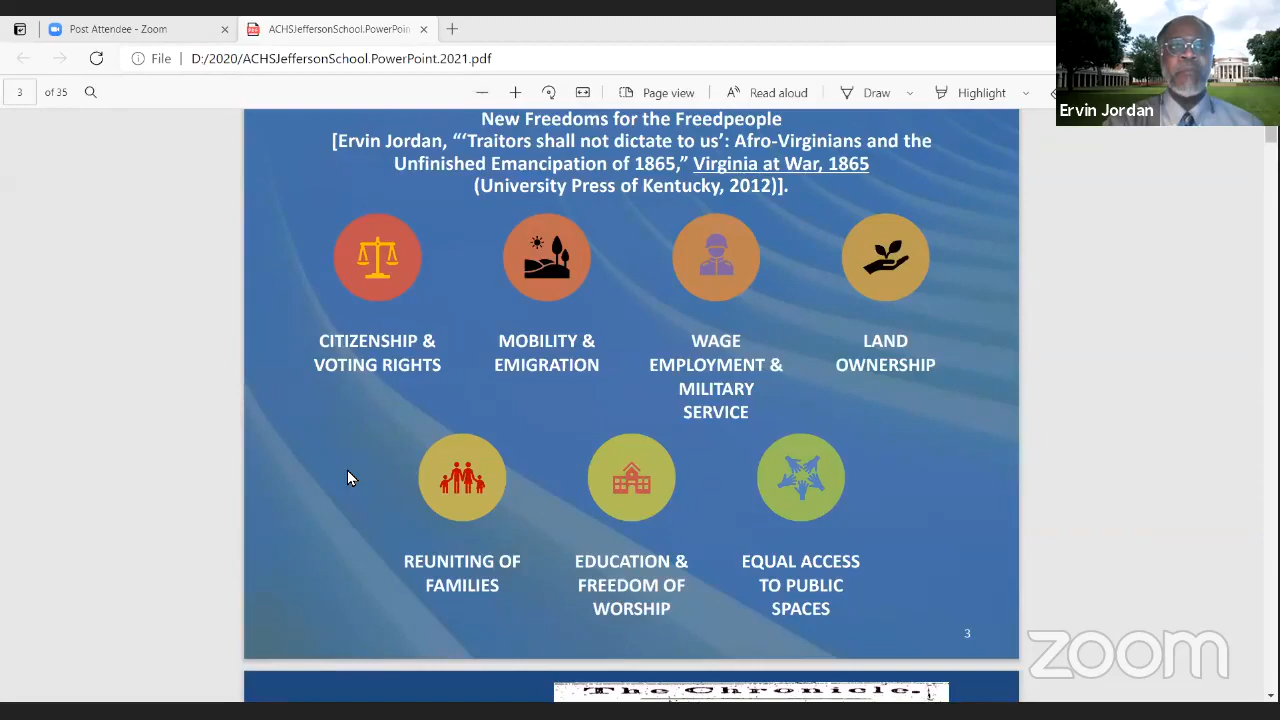 Post Attendee - Zoom
ACHSJeffersonSchool.PowerPoin
File
D:/2020/ACHSJeffersonSchool.PowerPoint.2021.pdf
3
of 35
Page view
Read aloud
Draw
Highlight
Ervin Jordan
New Freedoms for the Freedpeople
[Ervin Jordan, “‘Traitors shall not dictate to us’: Afro-Virginians and the
Unfinished Emancipation of 1865,” Virginia at War, 1865
(University Press of Kentucky, 2012)].
CITIZENSHIP &
VOTING RIGHTS
MOBILITY &
EMIGRATION
WAGE
EMPLOYMENT &
MILITARY
SERVICE
LAND
OWNERSHIP
REUNITING OF
FAMILIES
EDUCATION &
FREEDOM OF
WORSHIP
EQUAL ACCESS
TO PUBLIC
SPACES
3
zoom
The Chronicle.